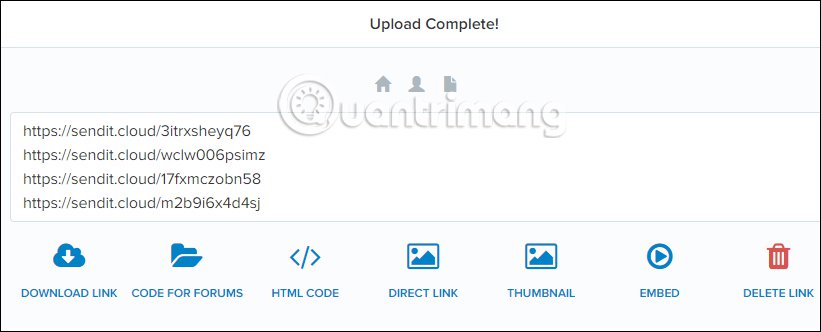 Upload Complete!
Quantrimang
https://sendit.cloud/3itrxsheyq76
https://sendit.cloud/wclw006psimz
https://sendit.cloud/17fxmczobn58
https://sendit.cloud/m2b9i6x4d4sj
DOWNLOAD LINK CODE FOR FORUMS HTML CODE DIRECT LINK THUMBNAIL EMBED DELETE LINK